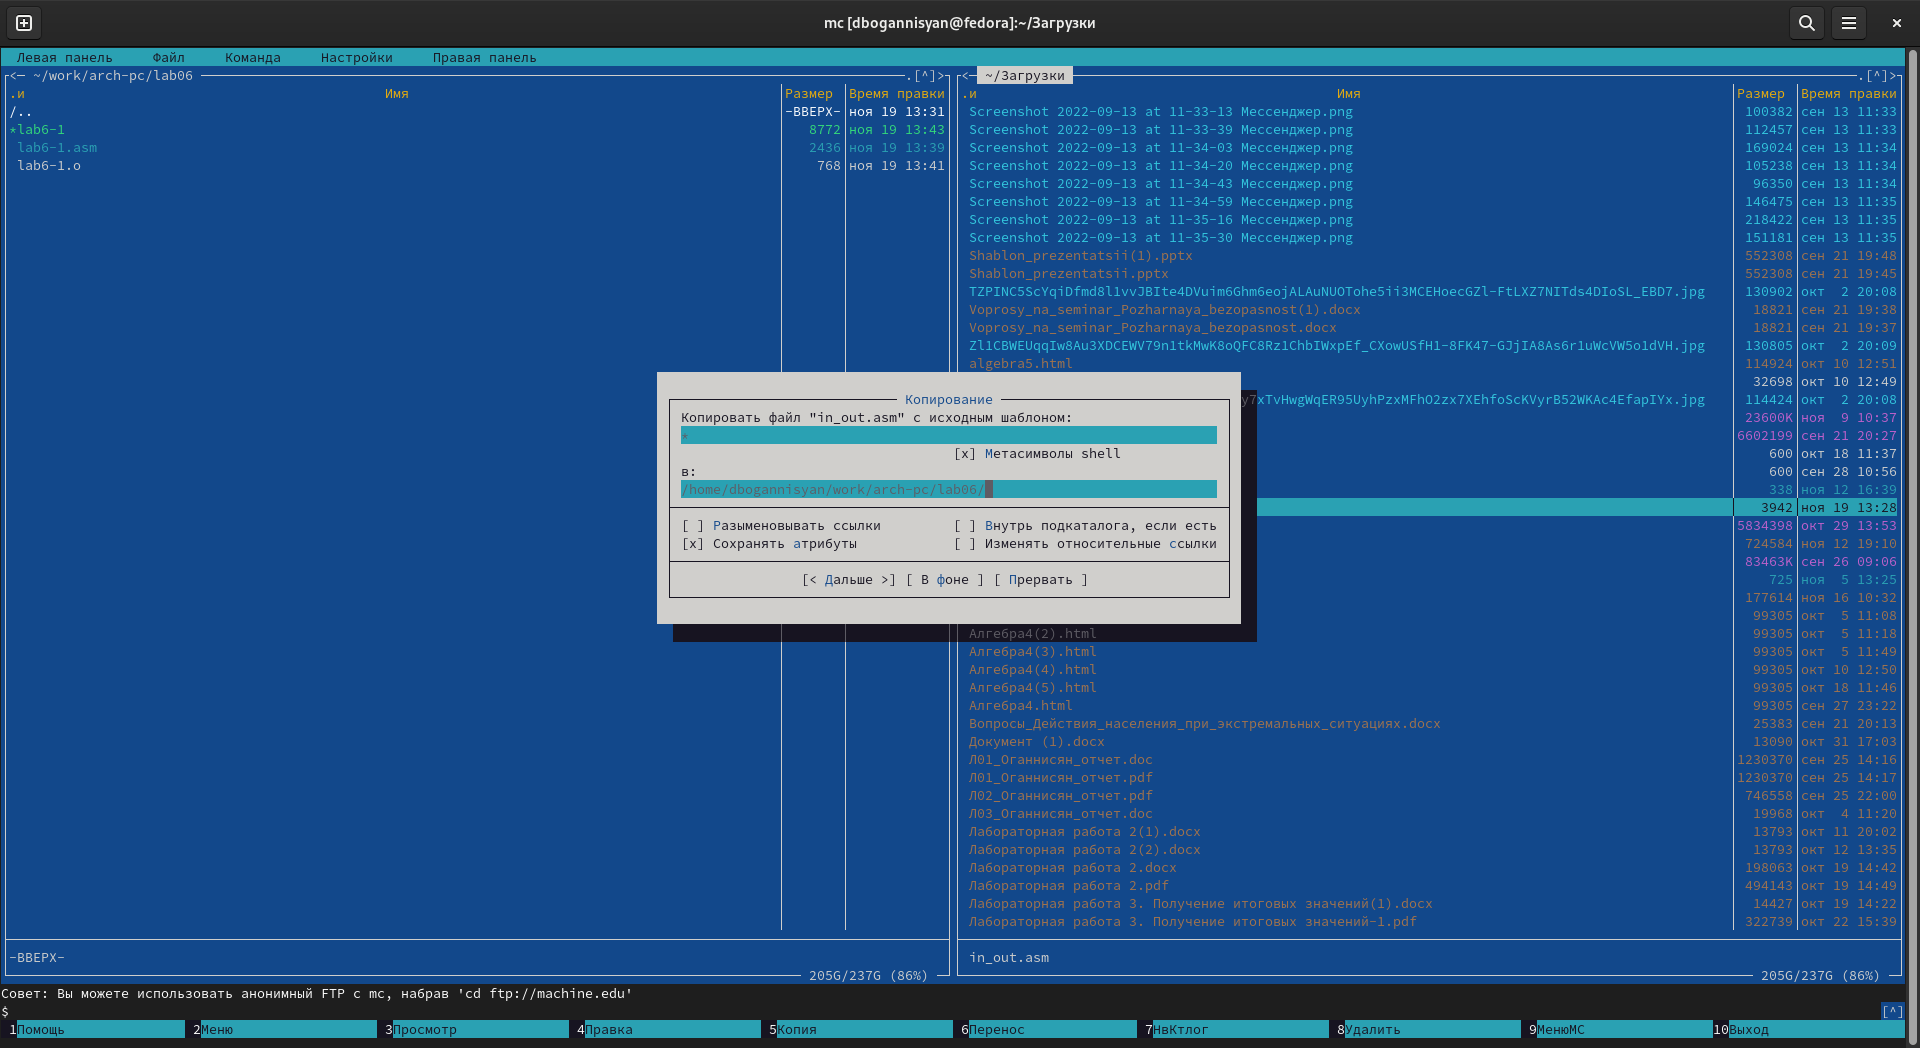 mc [dbogannisyan@fedora]:~/Загрузки
Левая панель Файл Команда Настройки Правая панель
<— ~/work/arch-pc/lab06 .[^]>
.и Имя Размер Время правки
/.. -ВВЕРХ- ноя 19 13:31
*lab6-1 8772 ноя 19 13:43
lab6-1.asm 2436 ноя 19 13:39
lab6-1.o 768 ноя 19 13:41
-ВВЕРХ-
205G/237G (86%)
<— ~/Загрузки .[^]>
.и Имя Размер Время правки
Screenshot 2022-09-13 at 11-33-13 Мессенджер.png 100382 сен 13 11:33
Screenshot 2022-09-13 at 11-33-39 Мессенджер.png 112457 сен 13 11:33
Screenshot 2022-09-13 at 11-34-03 Мессенджер.png 169024 сен 13 11:34
Screenshot 2022-09-13 at 11-34-20 Мессенджер.png 105238 сен 13 11:34
Screenshot 2022-09-13 at 11-34-43 Мессенджер.png 96350 сен 13 11:34
Screenshot 2022-09-13 at 11-34-59 Мессенджер.png 146475 сен 13 11:35
Screenshot 2022-09-13 at 11-35-16 Мессенджер.png 218422 сен 13 11:35
Screenshot 2022-09-13 at 11-35-30 Мессенджер.png 151181 сен 13 11:35
Shablon_prezentatsii(1).pptx 552308 сен 21 19:48
Shablon_prezentatsii.pptx 552308 сен 21 19:45
TZPINC5ScYqiDfmd8l1vvJBIte4DVuim6Ghm6eojALAuNUOTohe5ii3MCEHoecGZl-FtLXZ7NITds4DIoSL_EBD7.jpg 130902 окт 2 20:08
Voprosy_na_seminar_Pozharnaya_bezopasnost(1).docx 18821 сен 21 19:38
Voprosy_na_seminar_Pozharnaya_bezopasnost.docx 18821 сен 21 19:37
Zl1CBWEUqqIw8Au3XDCEWV79n1tkMwK8oQFC8Rz1ChbIWxpEf_CXowUSfH1-8FK47-GJjIA8As6r1uWcVW5o1dVH.jpg 130805 окт 2 20:09
algebra5.html 114924 окт 10 12:51
32698 окт 10 12:49
y7xTvHwgWqER95UyhPzxMFhO2zx7XEhfoScKVyrB52WKAc4EfapIYx.jpg 114424 окт 2 20:08
23600K ноя 9 10:37
6602199 сен 21 20:27
600 окт 18 11:37
600 сен 28 10:56
338 ноя 12 16:39
3942 ноя 19 13:28
5834398 окт 29 13:53
724584 ноя 12 19:10
83463K сен 26 09:06
725 ноя 5 13:25
177614 ноя 16 10:32
99305 окт 5 11:08
Алгебра4(2).html 99305 окт 5 11:18
Алгебра4(3).html 99305 окт 5 11:49
Алгебра4(4).html 99305 окт 10 12:50
Алгебра4(5).html 99305 окт 18 11:46
Алгебра4.html 99305 сен 27 23:22
Вопросы_Действия_населения_при_экстремальных_ситуациях.docx 25383 сен 21 20:13
Документ (1).docx 13090 окт 31 17:03
Л01_Оганнисян_отчет.doc 1230370 сен 25 14:16
Л01_Оганнисян_отчет.pdf 1230370 сен 25 14:17
Л02_Оганнисян_отчет.pdf 746558 сен 25 22:00
Л03_Оганнисян_отчет.doc 19968 окт 4 11:20
Лабораторная работа 2(1).docx 13793 окт 11 20:02
Лабораторная работа 2(2).docx 13793 окт 12 13:35
Лабораторная работа 2.docx 198063 окт 19 14:42
Лабораторная работа 2.pdf 494143 окт 19 14:49
Лабораторная работа 3. Получение итоговых значений(1).docx 14427 окт 19 14:22
Лабораторная работа 3. Получение итоговых значений-1.pdf 322739 окт 22 15:39
in_out.asm
205G/237G (86%)
Копирование
Копировать файл "in_out.asm" с исходным шаблоном:
*
[x] Метасимволы shell
в:
/home/dbogannisyan/work/arch-pc/lab06/
[ ] Разыменовывать ссылки [ ] Внутрь подкаталога, если есть
[x] Сохранять атрибуты [ ] Изменять относительные ссылки
[< Дальше >] [ В фоне ] [ Прервать ]
Совет: Вы можете использовать анонимный FTP с mc, набрав 'cd ftp://machine.edu'
$ [^]
1Помощь 2Меню 3Просмотр 4Правка 5Копия 6Перенос 7НвКтлог 8Удалить 9МенюМС 10Выход